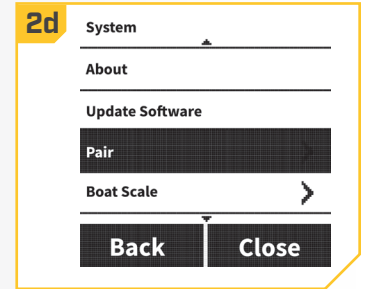 2d
System
About
Update Software
Pair
Boat Scale
Back Close